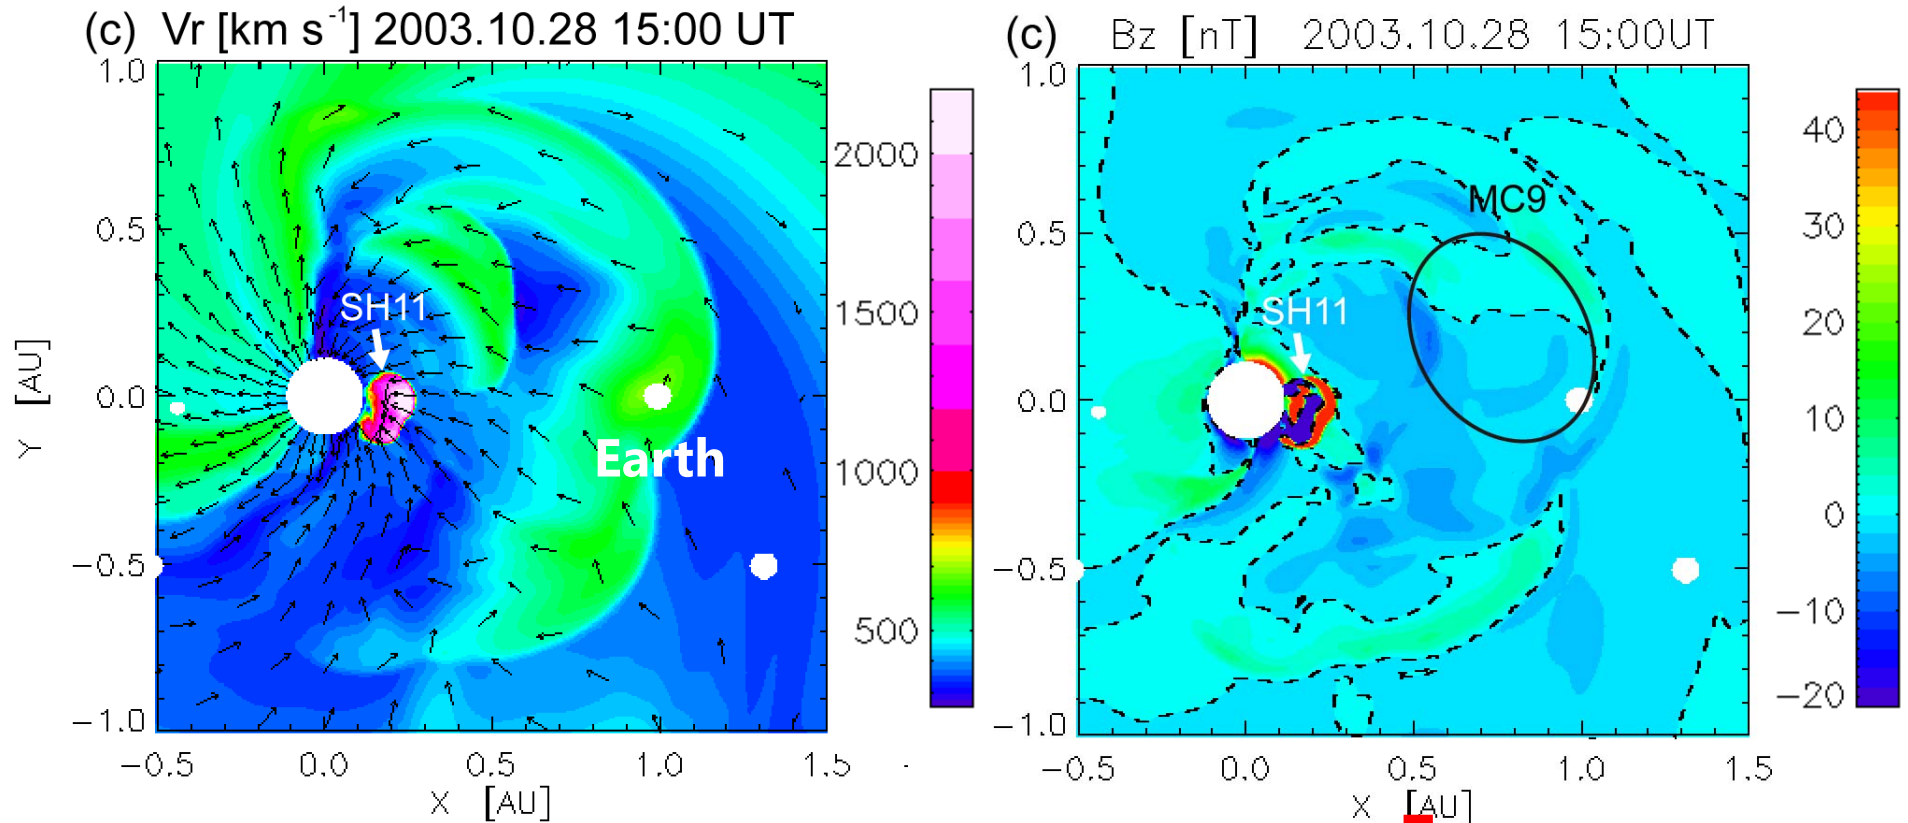 (c) Vr [km s⁻¹] 2003.10.28 15:00 UT
1.0
0.5
0.0
−0.5
−1.0
Y [AU]
SH11
Earth
2000
1500
1000
500
−0.5 0.0 0.5 1.0 1.5
X [AU]
(c) Bz [nT] 2003.10.28 15:00UT
1.0
0.5
0.0
−0.5
−1.0
MC9
SH11
40
30
20
10
0
−10
−20
−0.5 0.0 0.5 1.0 1.5
X [AU]